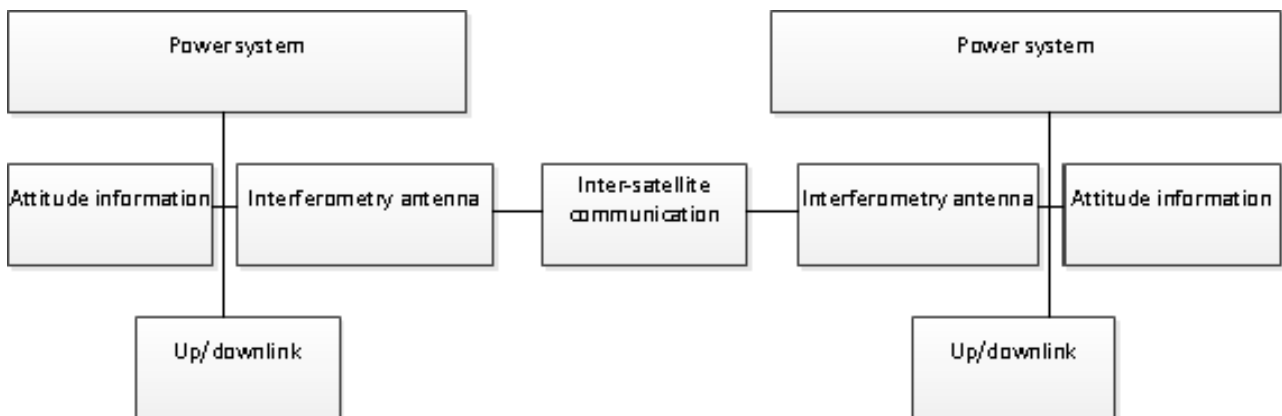 Power system
Power system
Attitude information
Interferometry antenna
Inter-satellite
communication
Interferometry antenna
Attitude information
Up/downlink
Up/downlink